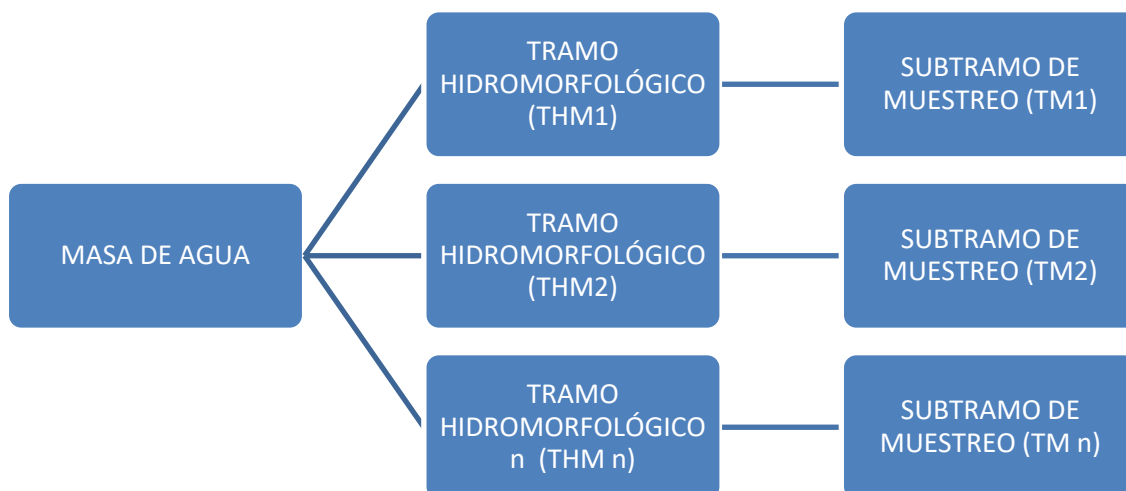 MASA DE AGUA
TRAMO
HIDROMORFOLÓGICO
(THM1)
SUBTRAMO DE
MUESTREO (TM1)
TRAMO
HIDROMORFOLÓGICO
(THM2)
SUBTRAMO DE
MUESTREO (TM2)
TRAMO
HIDROMORFOLÓGICO
n (THM n)
SUBTRAMO DE
MUESTREO (TM n)